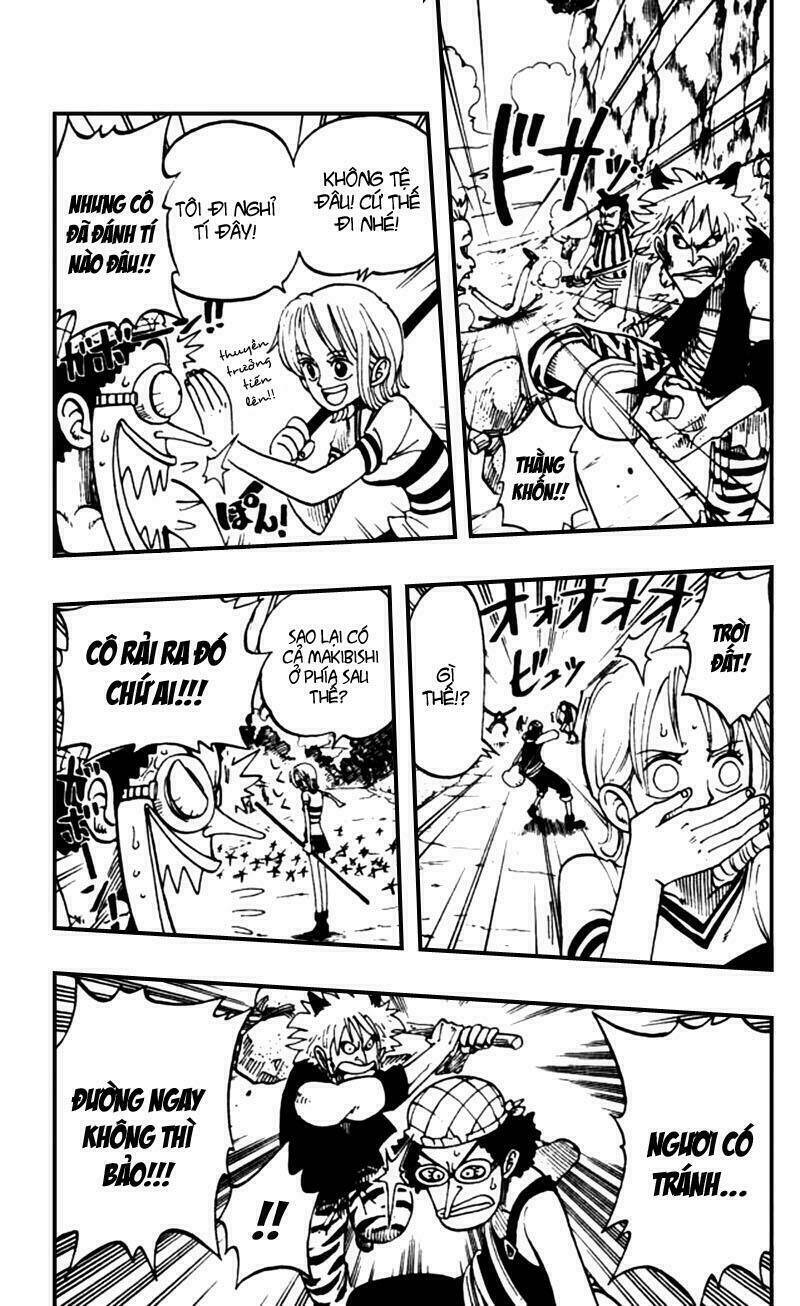 ドサッ
THẰNG
KHỐN!!
KHÔNG TỆ
ĐÂU! CỨ THẾ
ĐI NHÉ!
TÔI ĐI NGHỈ
TÍ ĐÂY!
thuyền
trưởng
tiến
lên!!
ぽん!
NHƯNG CÔ
ĐÃ ĐÁNH TÍ
NÀO ĐÂU!!
!!
TRỜI
ĐẤT!
オオオオオ
ビュッ
GÌ
THẾ!?
SAO LẠI CÓ
CẢ MAKIBISHI
Ở PHÍA SAU
THẾ?
CÔ RẢI RA ĐÓ
CHỨ AI!!!
NGƯƠI CÓ
TRÁNH...
ĐƯỜNG NGAY
KHÔNG THÌ
BẢO!!!
!!